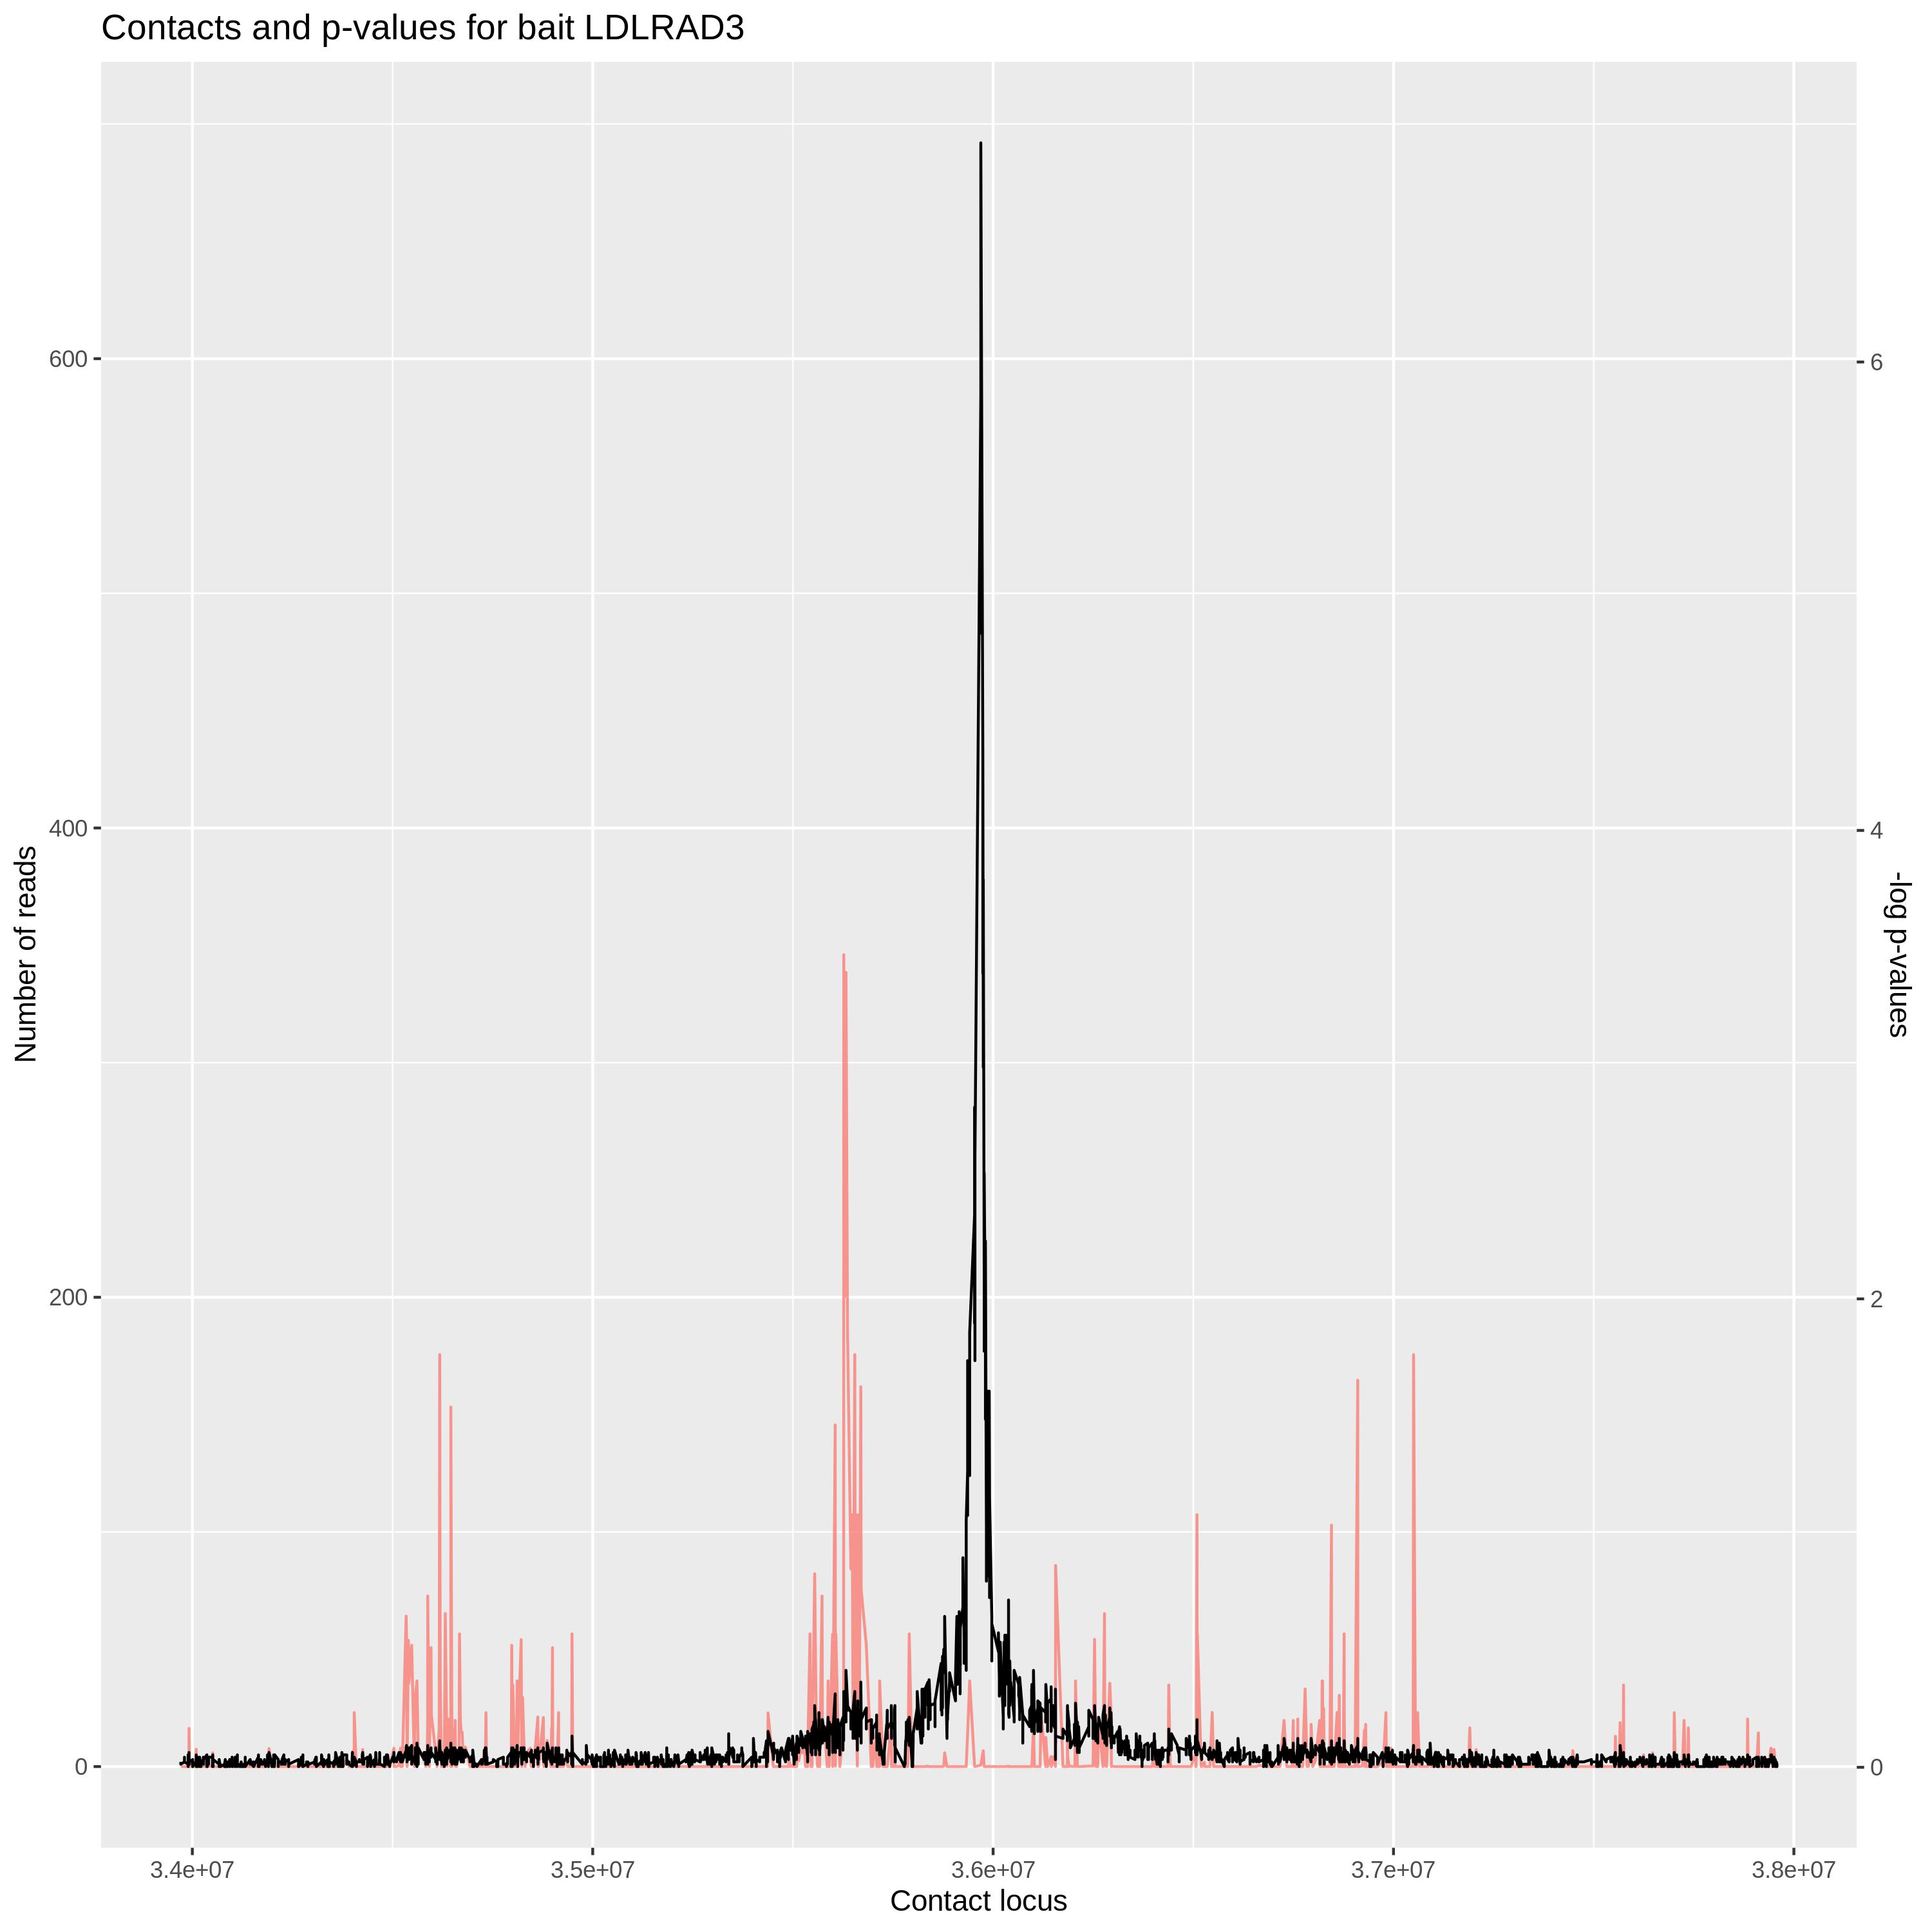 Contacts and p-values for bait LDLRAD3
600
400
200
0
Number of reads
6
4
2
0
-log p-values
3.4e+07
3.5e+07
3.6e+07
3.7e+07
3.8e+07
Contact locus